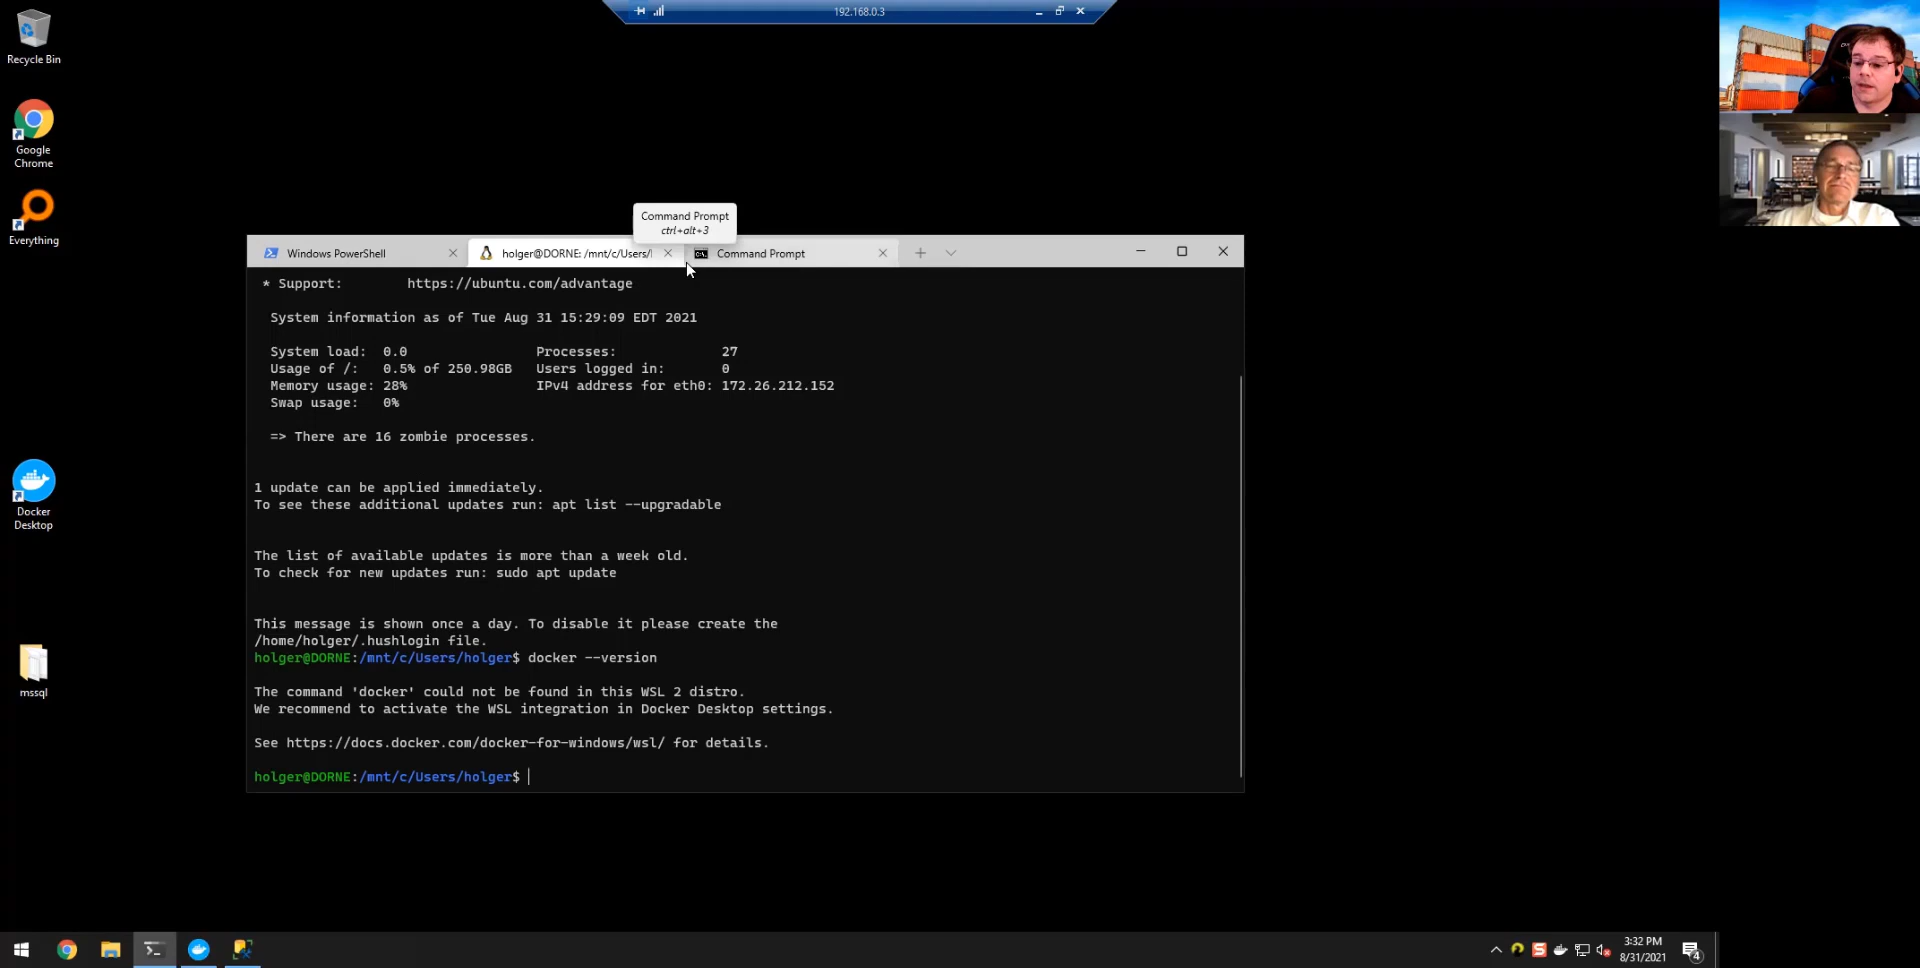 192.168.0.3
Recycle Bin
Google
Chrome
Everything
Docker
Desktop
mssql
Command Prompt
ctrl+alt+3
Windows PowerShell
holger@DORNE: /mnt/c/Users/
Command Prompt
* Support: https://ubuntu.com/advantage
System information as of Tue Aug 31 15:29:09 EDT 2021
System load: 0.0 Processes: 27
Usage of /: 0.5% of 250.98GB Users logged in: 0
Memory usage: 28% IPv4 address for eth0: 172.26.212.152
Swap usage: 0%
=> There are 16 zombie processes.
1 update can be applied immediately.
To see these additional updates run: apt list --upgradable
The list of available updates is more than a week old.
To check for new updates run: sudo apt update
This message is shown once a day. To disable it please create the
/home/holger/.hushlogin file.
holger@DORNE:/mnt/c/Users/holger$ docker --version
The command 'docker' could not be found in this WSL 2 distro.
We recommend to activate the WSL integration in Docker Desktop settings.
See https://docs.docker.com/docker-for-windows/wsl/ for details.
holger@DORNE:/mnt/c/Users/holger$
3:32 PM
8/31/2021
4